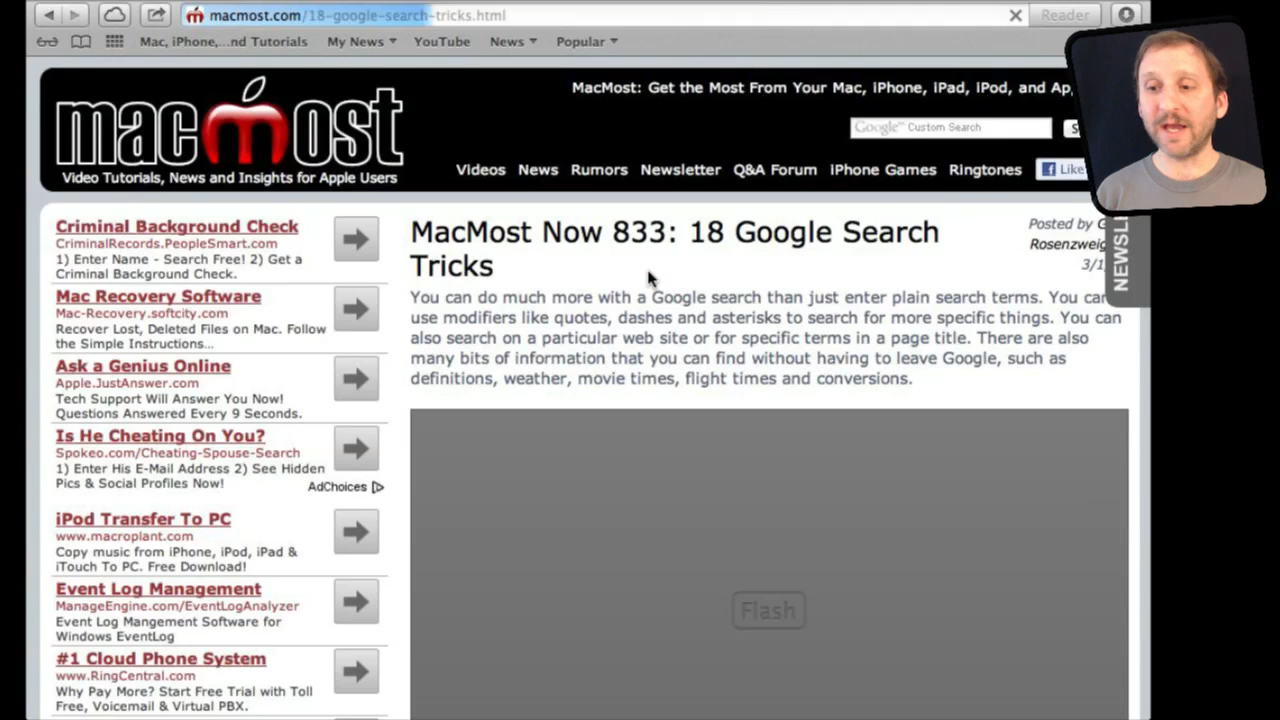 macmost.com/18-google-search-tricks.html
Reader
Mac, iPhone,...nd Tutorials My News YouTube News Popular
MacMost: Get the Most From Your Mac, iPhone, iPad, iPod, and
macmost
Google™ Custom Search
Video Tutorials, News and Insights for Apple Users
Videos News Rumors Newsletter Q&A Forum iPhone Games Ringtones Like
Criminal Background Check
CriminalRecords.PeopleSmart.com
1) Enter Name - Search Free! 2) Get a
Criminal Background Check.
Mac Recovery Software
Mac-Recovery.softcity.com
Recover Lost, Deleted Files on Mac. Follow
the Simple Instructions...
Ask a Genius Online
Apple.JustAnswer.com
Tech Support Will Answer You Now!
Questions Answered Every 9 Seconds.
Is He Cheating On You?
Spokeo.com/Cheating-Spouse-Search
1) Enter His E-Mail Address 2) See Hidden
Pics & Social Profiles Now!
AdChoices
iPod Transfer To PC
www.macroplant.com
Copy music from iPhone, iPod, iPad &
iTouch To PC. Free Download!
Event Log Management
ManageEngine.com/EventLogAnalyzer
Event Log Mangement Software for
Windows EventLog
#1 Cloud Phone System
www.RingCentral.com
Why Pay More? Start Free Trial with Toll
Free, Voicemail & Virtual PBX.
MacMost Now 833: 18 Google Search
Tricks
Posted by
Rosenzweig
You can do much more with a Google search than just enter plain search terms. You can
use modifiers like quotes, dashes and asterisks to search for more specific things. You can
also search on a particular web site or for specific terms in a page title. There are also
many bits of information that you can find without having to leave Google, such as
definitions, weather, movie times, flight times and conversions.
Flash